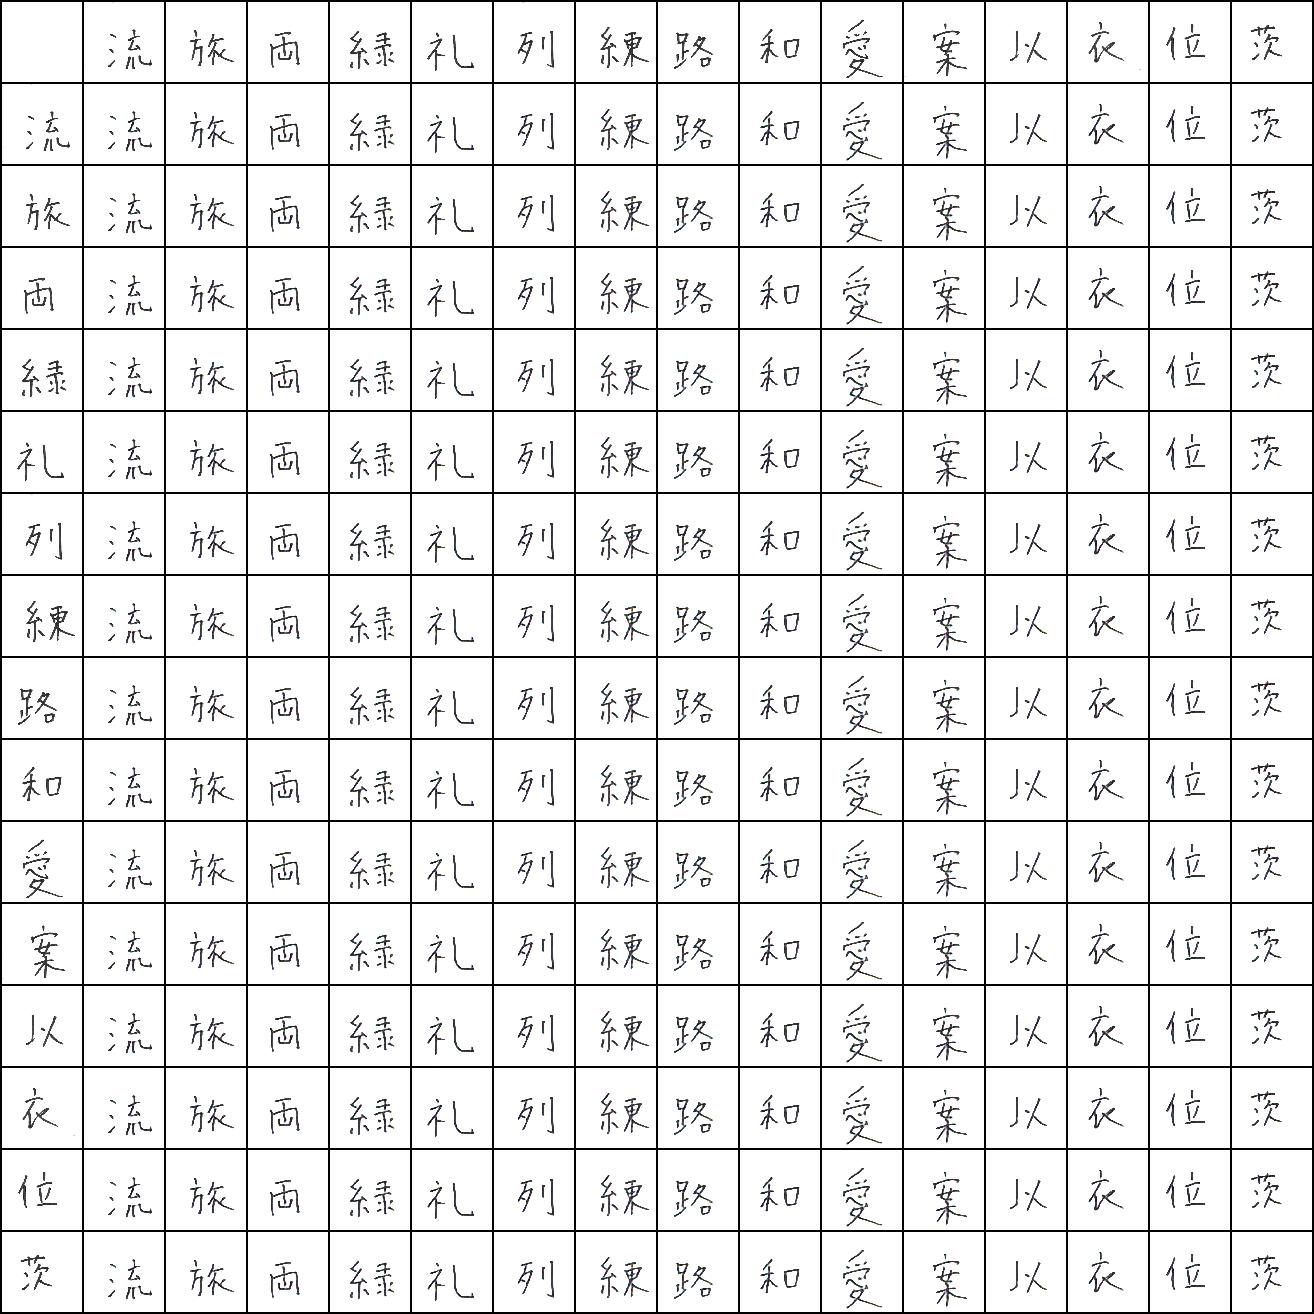 流 旅 両 緑 礼 列 練 路 和 愛 案 以 衣 位 茨
流 流 旅 両 緑 礼 列 練 路 和 愛 案 以 衣 位 茨
旅 流 旅 両 緑 礼 列 練 路 和 愛 案 以 衣 位 茨
両 流 旅 両 緑 礼 列 練 路 和 愛 案 以 衣 位 茨
緑 流 旅 両 緑 礼 列 練 路 和 愛 案 以 衣 位 茨
礼 流 旅 両 緑 礼 列 練 路 和 愛 案 以 衣 位 茨
列 流 旅 両 緑 礼 列 練 路 和 愛 案 以 衣 位 茨
練 流 旅 両 緑 礼 列 練 路 和 愛 案 以 衣 位 茨
路 流 旅 両 緑 礼 列 練 路 和 愛 案 以 衣 位 茨
和 流 旅 両 緑 礼 列 練 路 和 愛 案 以 衣 位 茨
愛 流 旅 両 緑 礼 列 練 路 和 愛 案 以 衣 位 茨
案 流 旅 両 緑 礼 列 練 路 和 愛 案 以 衣 位 茨
以 流 旅 両 緑 礼 列 練 路 和 愛 案 以 衣 位 茨
衣 流 旅 両 緑 礼 列 練 路 和 愛 案 以 衣 位 茨
位 流 旅 両 緑 礼 列 練 路 和 愛 案 以 衣 位 茨
茨 流 旅 両 緑 礼 列 練 路 和 愛 案 以 衣 位 茨